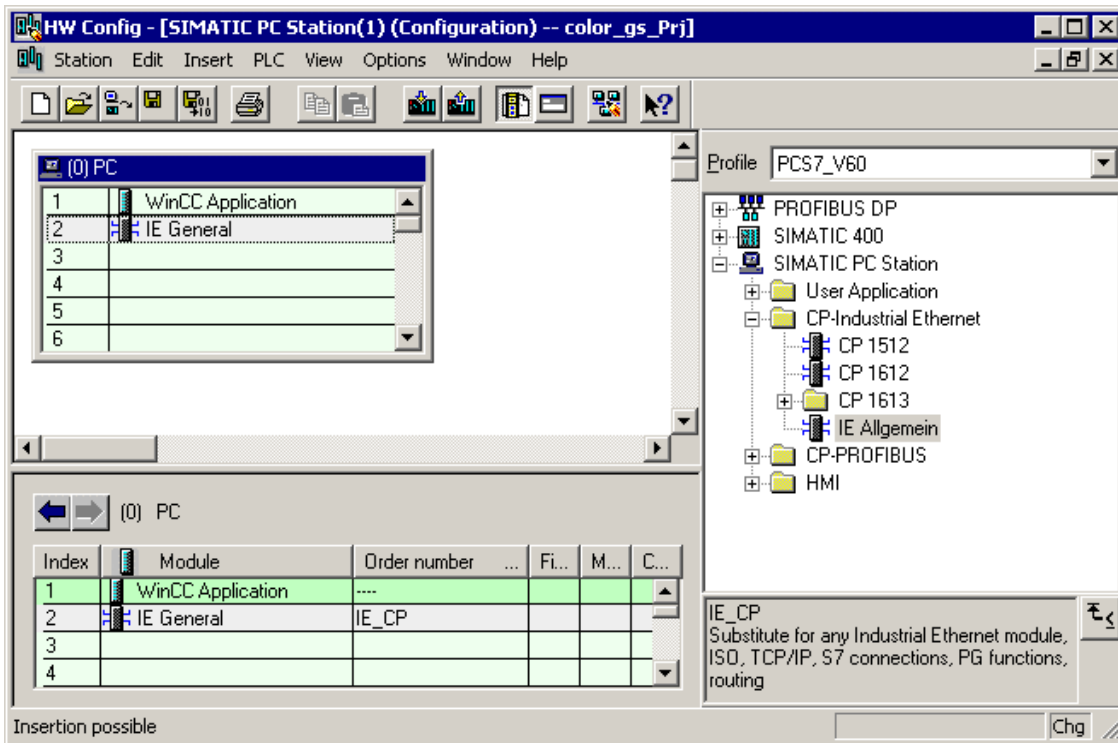 HW Config - [SIMATIC PC Station(1) (Configuration) -- color_gs_Prj]
Station Edit Insert PLC View Options Window Help
(0) PC
1 WinCC Application
2 IE General
3
4
5
6
Profile PCS7_V60
PROFIBUS DP
SIMATIC 400
SIMATIC PC Station
User Application
CP-Industrial Ethernet
CP 1512
CP 1612
CP 1613
IE Allgemein
CP-PROFIBUS
HMI
(0) PC
Index Module Order number ... Fi... M... C...
1 WinCC Application ----
2 IE General IE_CP
3
4
IE_CP
Substitute for any Industrial Ethernet module,
ISO, TCP/IP, S7 connections, PG functions,
routing
Insertion possible
Chg